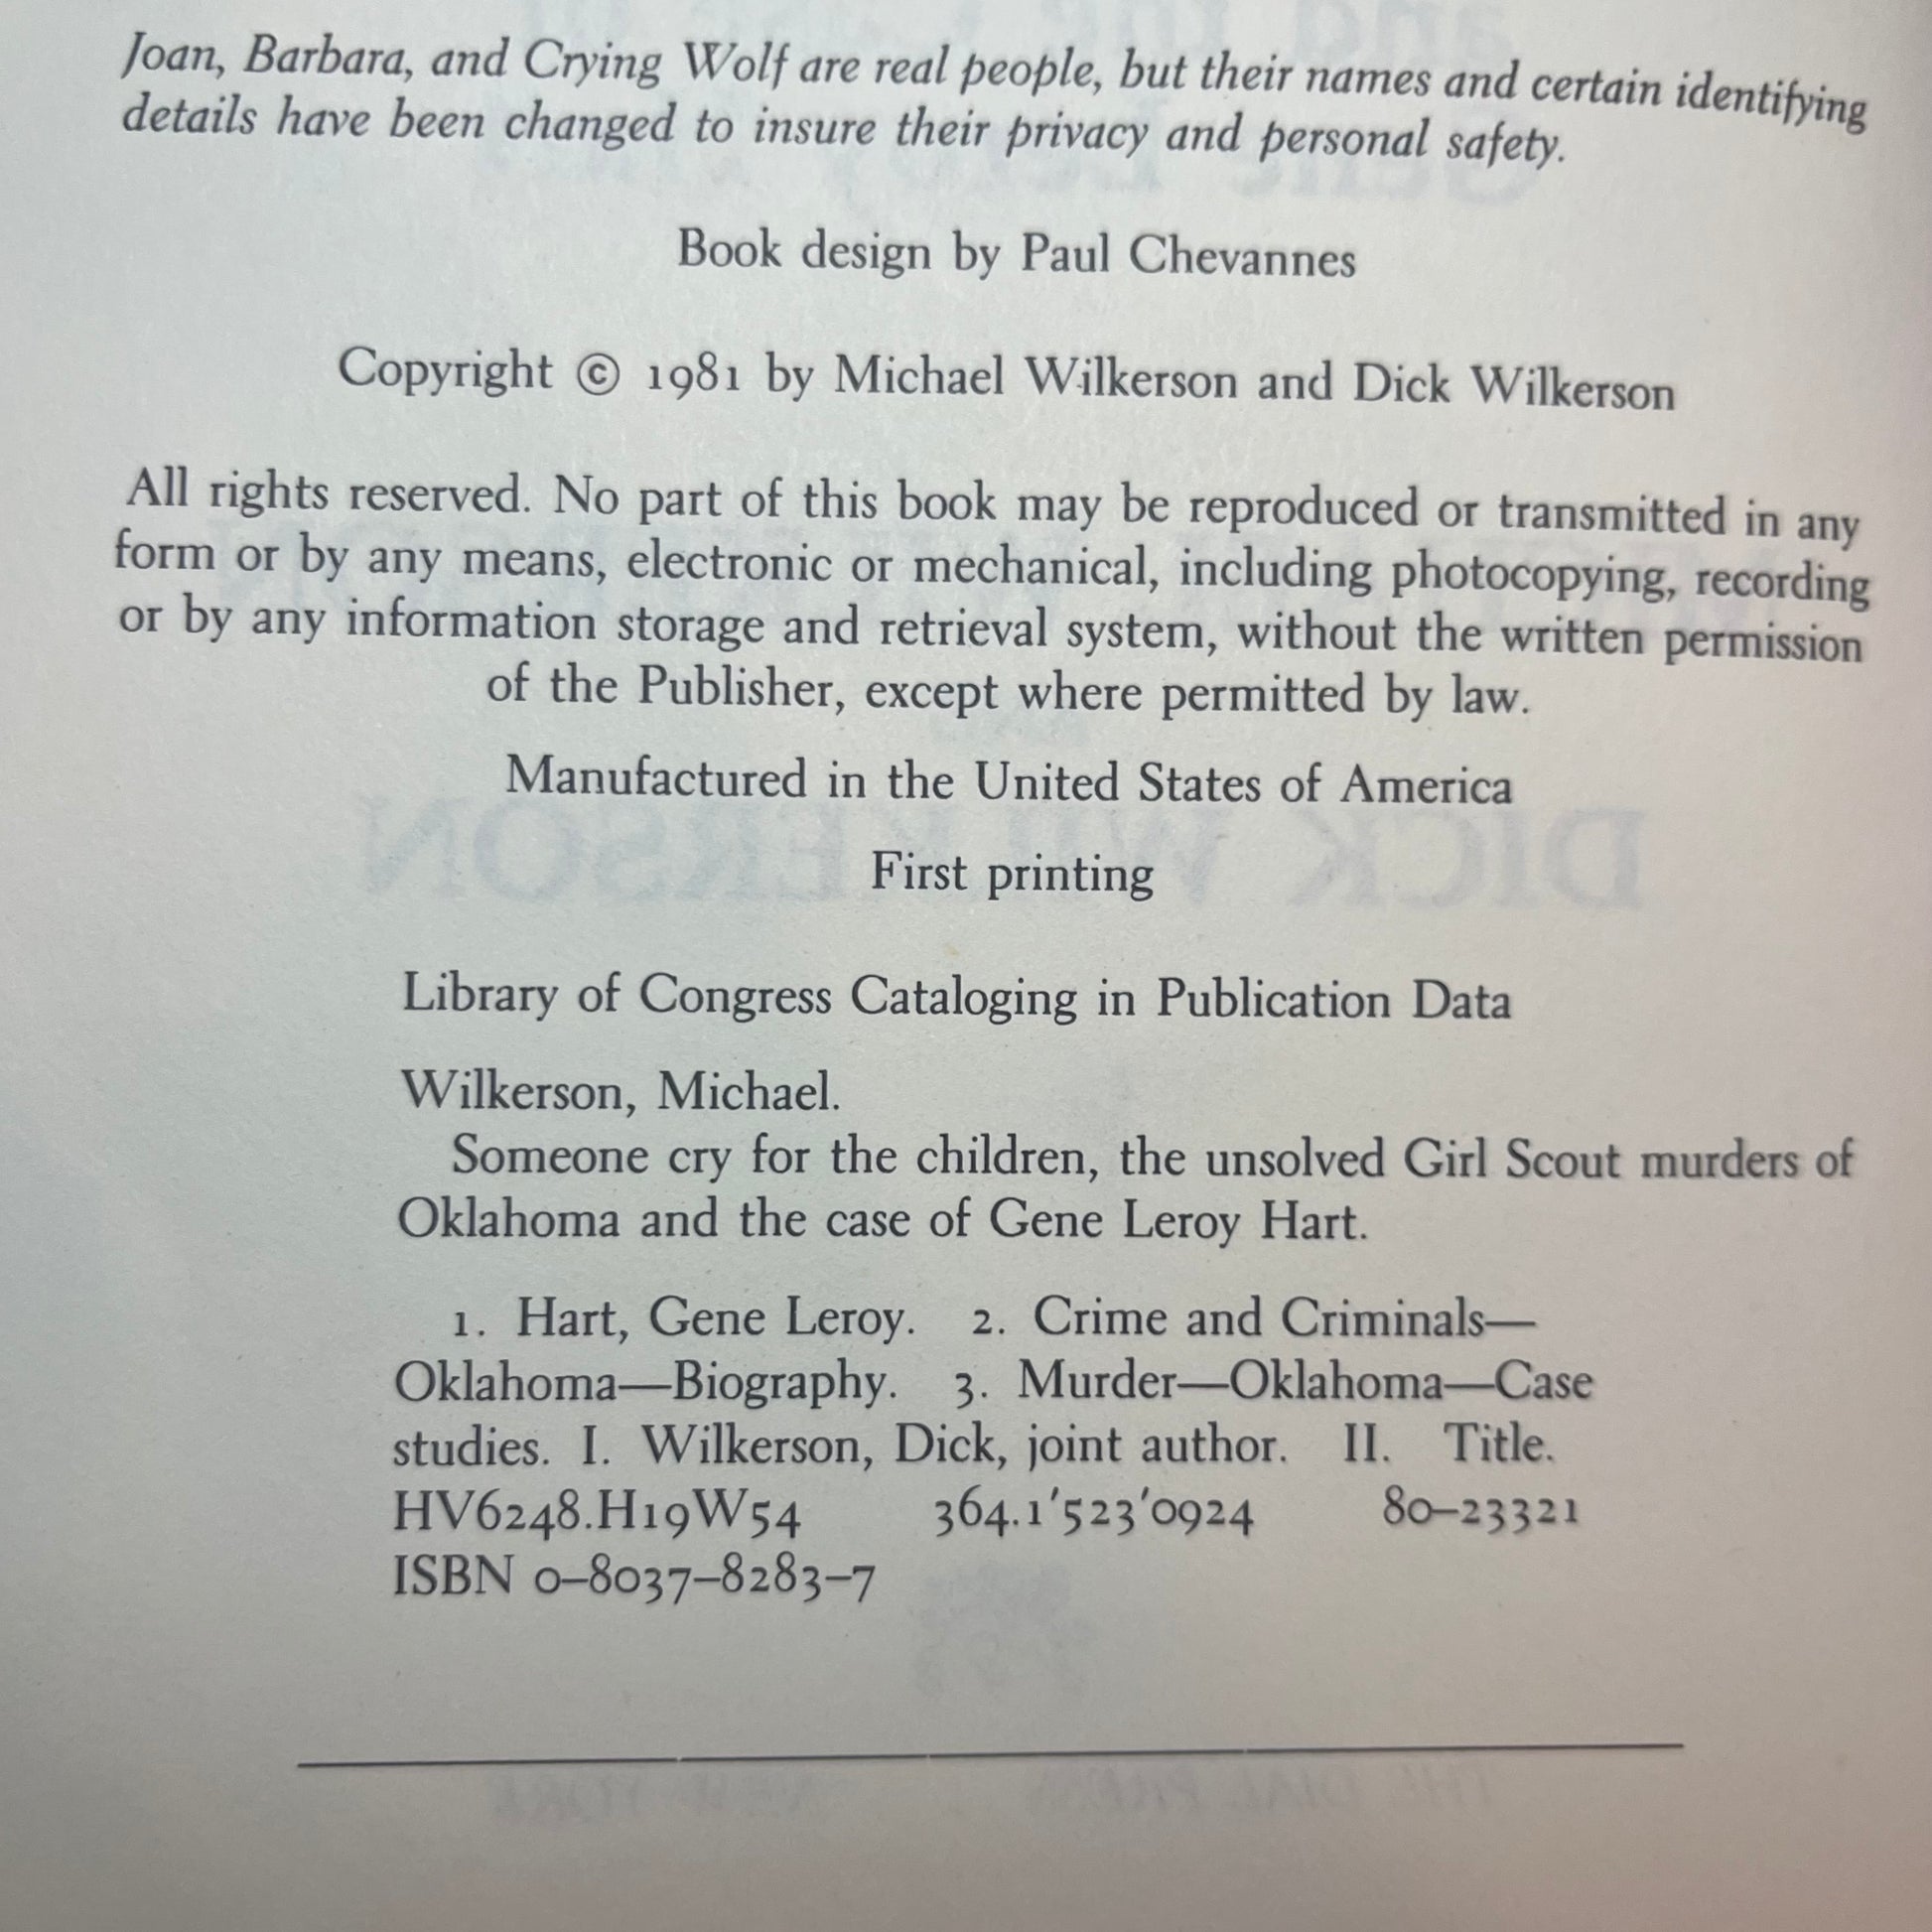 Joan, Barbara, and Crying Wolf are real people, but their names and certain identifying
details have been changed to insure their privacy and personal safety.
Book design by Paul Chevannes
Copyright © 1981 by Michael Wilkerson and Dick Wilkerson
All rights reserved. No part of this book may be reproduced or transmitted in any
form or by any means, electronic or mechanical, including photocopying, recording
or by any information storage and retrieval system, without the written permission
of the Publisher, except where permitted by law.
Manufactured in the United States of America
First printing
Library of Congress Cataloging in Publication Data
Wilkerson, Michael.
Someone cry for the children, the unsolved Girl Scout murders of
Oklahoma and the case of Gene Leroy Hart.
1. Hart, Gene Leroy. 2. Crime and Criminals—
Oklahoma—Biography. 3. Murder—Oklahoma—Case
studies. I. Wilkerson, Dick, joint author. II. Title.
HV6248.H19W54 364.1'523'0924 80–23321
ISBN 0–8037–8283–7